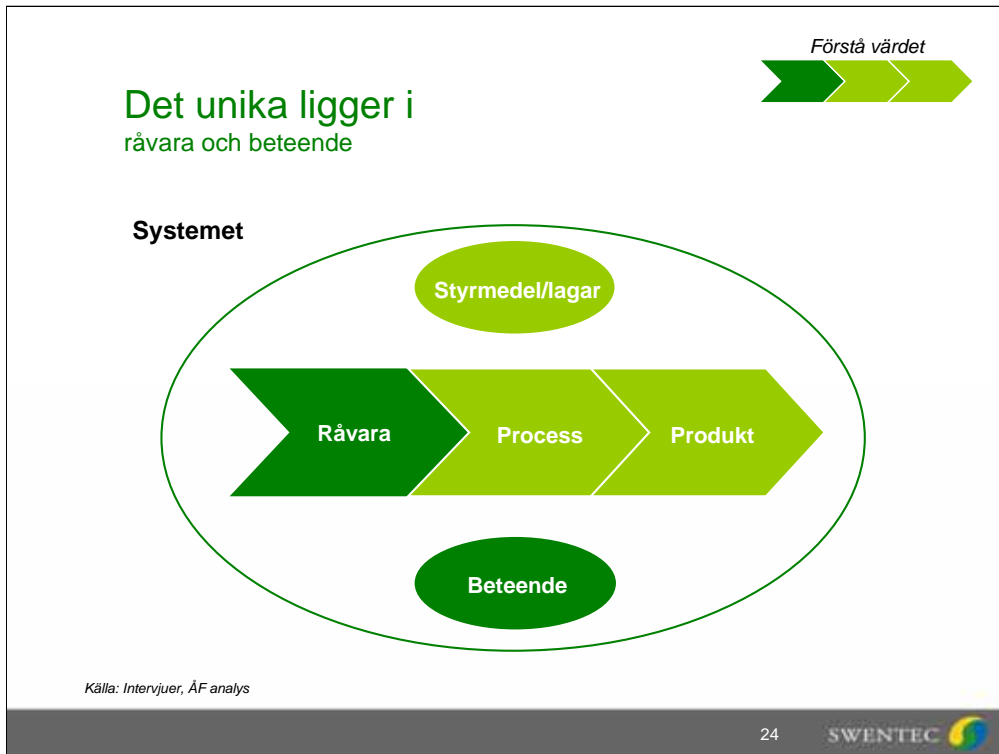 Förstå värdet
Det unika ligger i
råvara och beteende
Systemet
Styrmedel/lagar
Råvara
Process
Produkt
Beteende
Källa: Intervjuer, ÅF analys
24
SWENTEC